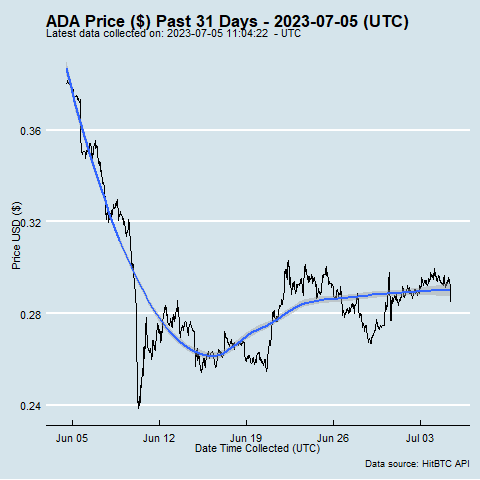 ADA Price ($) Past 31 Days - 2023-07-05 (UTC)
Latest data collected on: 2023-07-05 11:04:22 - UTC
0.36
0.32
Price USD ($)
0.28
0.24
Jun 05 Jun 12 Jun 19 Jun 26 Jul 03
Date Time Collected (UTC)
Data source: HitBTC API